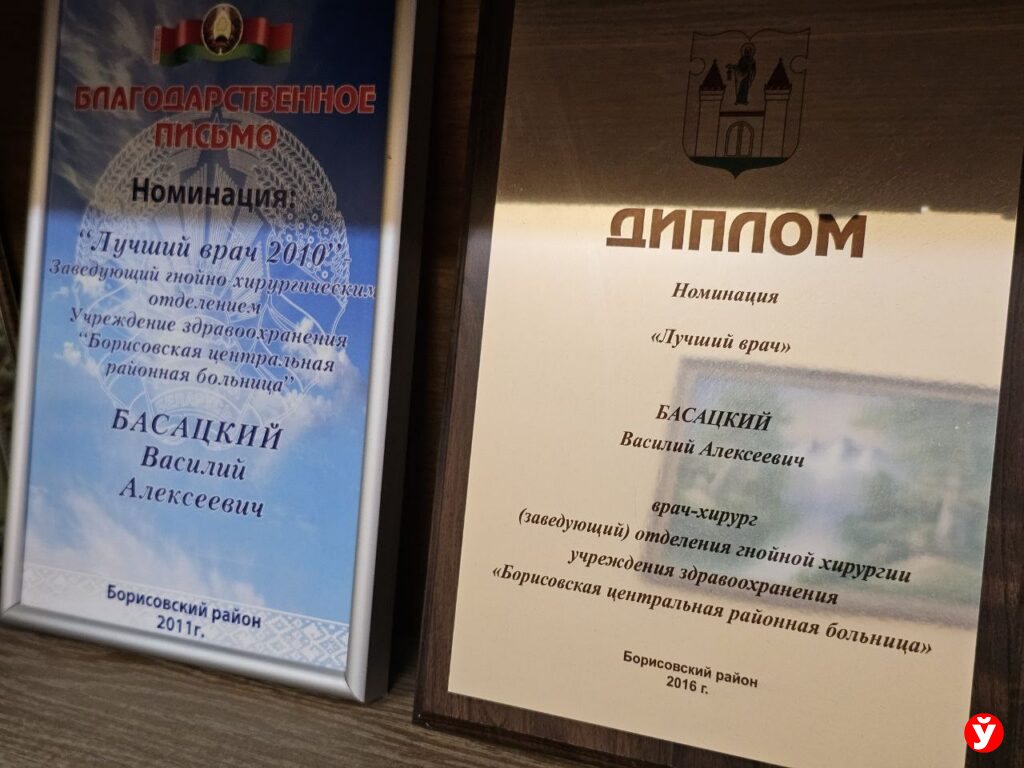 БЛАГОДАРСТВЕННОЕ
ПИСЬМО
Номинация:
“Лучший врач 2010”
Заведующий гнойно хирургическим
отделением
Учреждение здравоохранения
“Борисовская центральная
районная больница”
БАСАЦКИЙ
Василий
Алексеевич
Борисовский район
2011г.
ДИПЛОМ
Номинация
«Лучший врач»
БАСАЦКИЙ
Василий Алексеевич
врач-хирург
(заведующий) отделения гнойной хирургии
учреждения здравоохранения
«Борисовская центральная районная больница»
Борисовский район
2016 г.
Ў